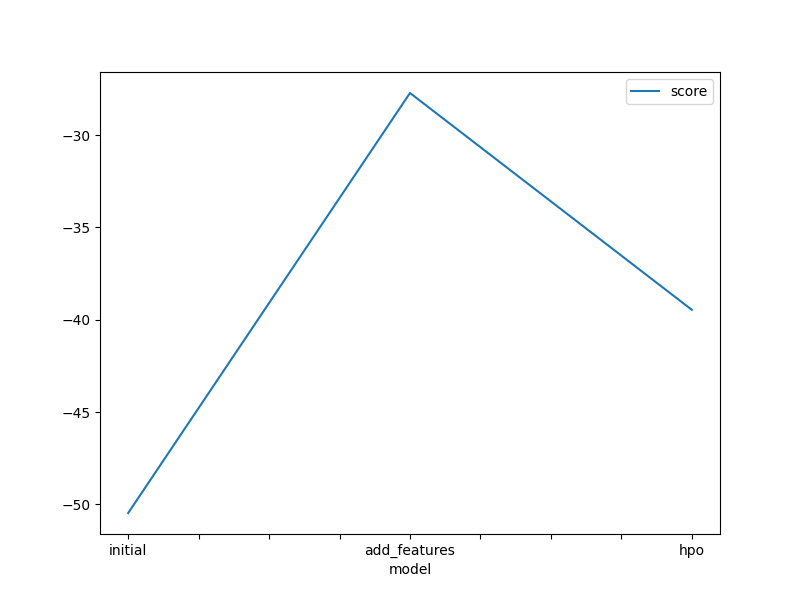 score
−30
−35
−40
−45
−50
initial
add_features
hpo
model